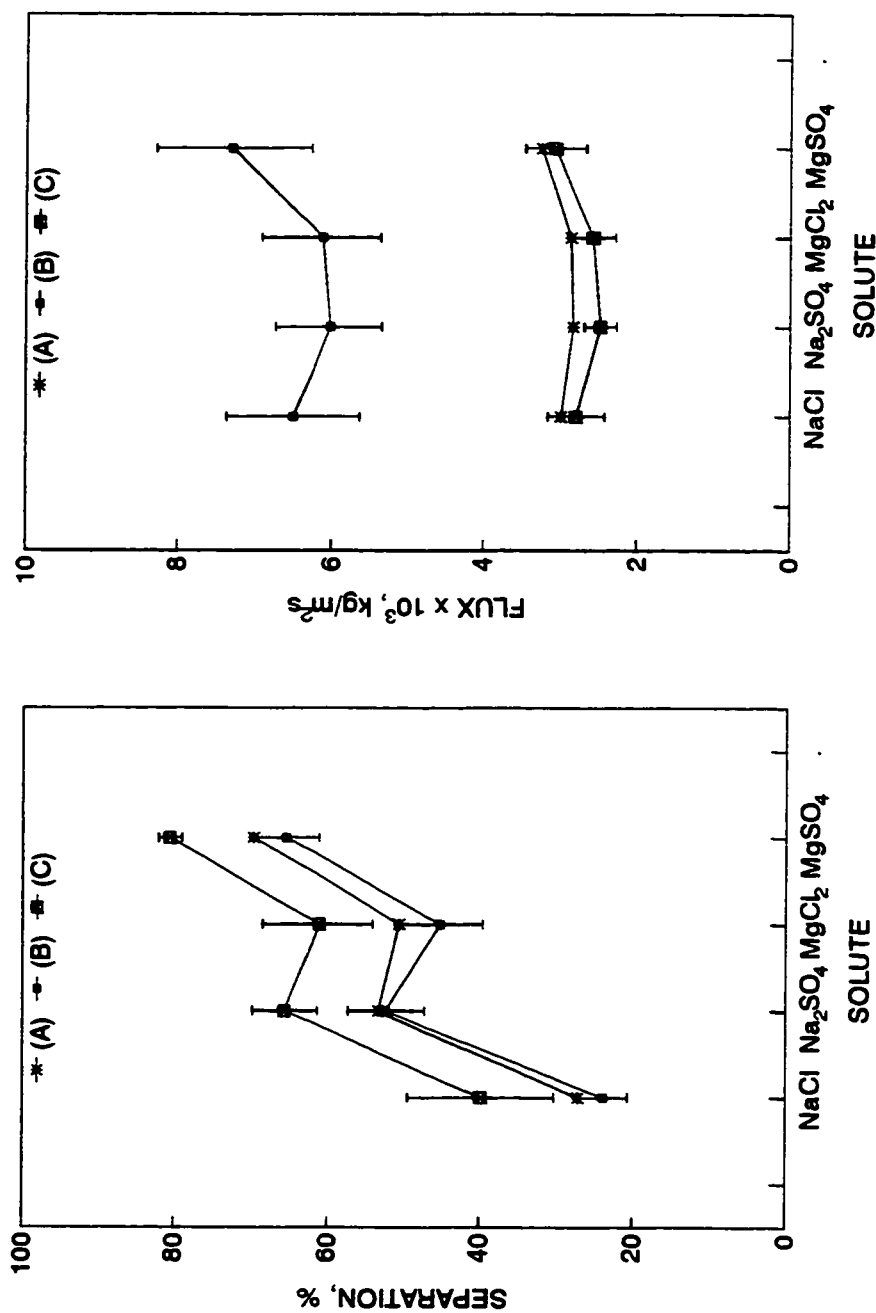 (A) (B) (C)
100
80
60
40
20
0
SEPARATION, %
NaCl Na₂SO₄ MgCl₂ MgSO₄
SOLUTE
(A) (B) (C)
10
8
6
4
2
0
FLUX x 10³, kg/m²s
NaCl Na₂SO₄ MgCl₂ MgSO₄
SOLUTE